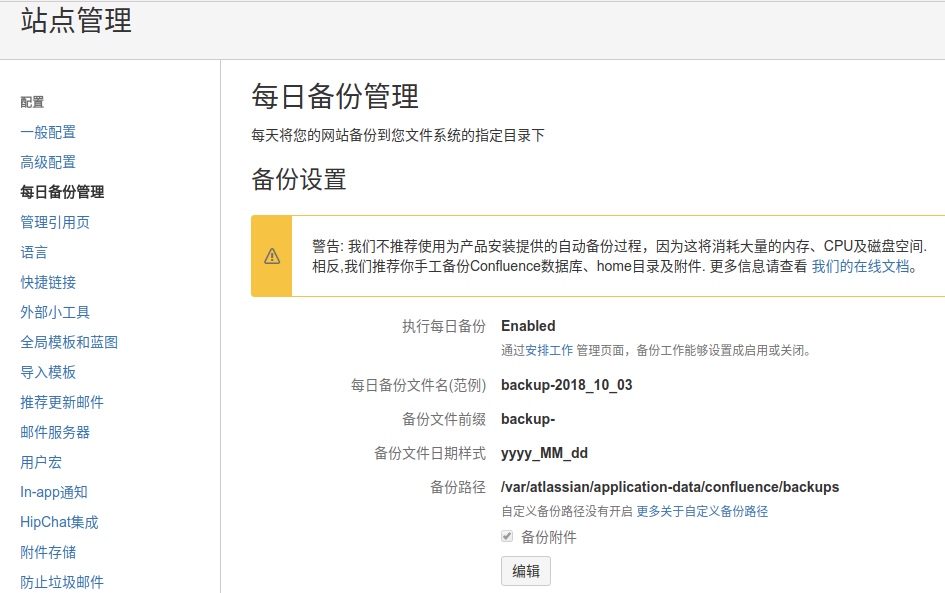 站点管理
配置
一般配置
高级配置
每日备份管理
管理引用页
语言
快捷链接
外部小工具
全局模板和蓝图
导入模板
推荐更新邮件
邮件服务器
用户宏
In-app通知
HipChat集成
附件存储
防止垃圾邮件
每日备份管理
每天将您的网站备份到您文件系统的指定目录下
备份设置
警告: 我们不推荐使用为产品安装提供的自动备份过程，因为这将消耗大量的内存、CPU及磁盘空间.
相反,我们推荐你手工备份Confluence数据库、home目录及附件. 更多信息请查看 我们的在线文档。
执行每日备份 Enabled
通过安排工作 管理页面，备份工作能够设置成启用或关闭。
每日备份文件名(范例) backup-2018_10_03
备份文件前缀 backup-
备份文件日期样式 yyyy_MM_dd
备份路径 /var/atlassian/application-data/confluence/backups
自定义备份路径没有开启 更多关于自定义备份路径
备份附件
编辑